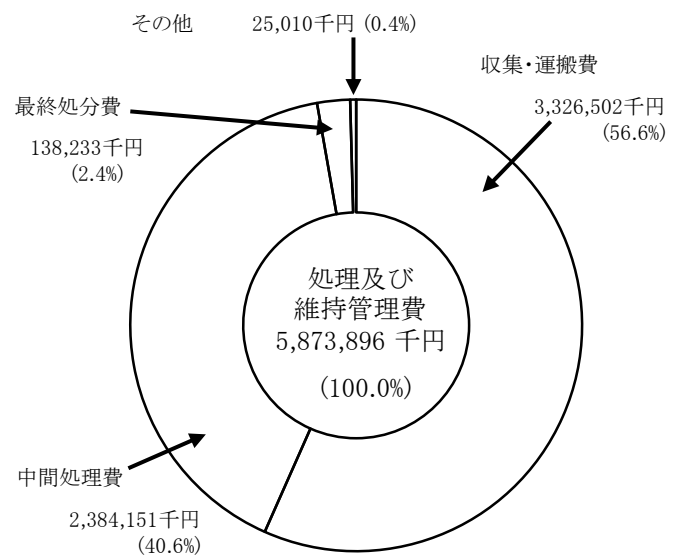 その他 25,010千円 (0.4%)
収集・運搬費
3,326,502千円
(56.6%)
最終処分費
138,233千円
(2.4%)
処理及び
維持管理費
5,873,896 千円
(100.0%)
中間処理費
2,384,151千円
(40.6%)